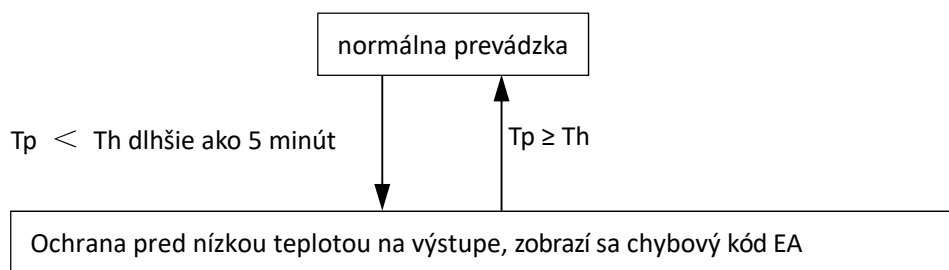 normálna prevádzka
Tp ＜ Th dlhšie ako 5 minút
Tp ≥ Th
Ochrana pred nízkou teplotou na výstupe, zobrazí sa chybový kód EA